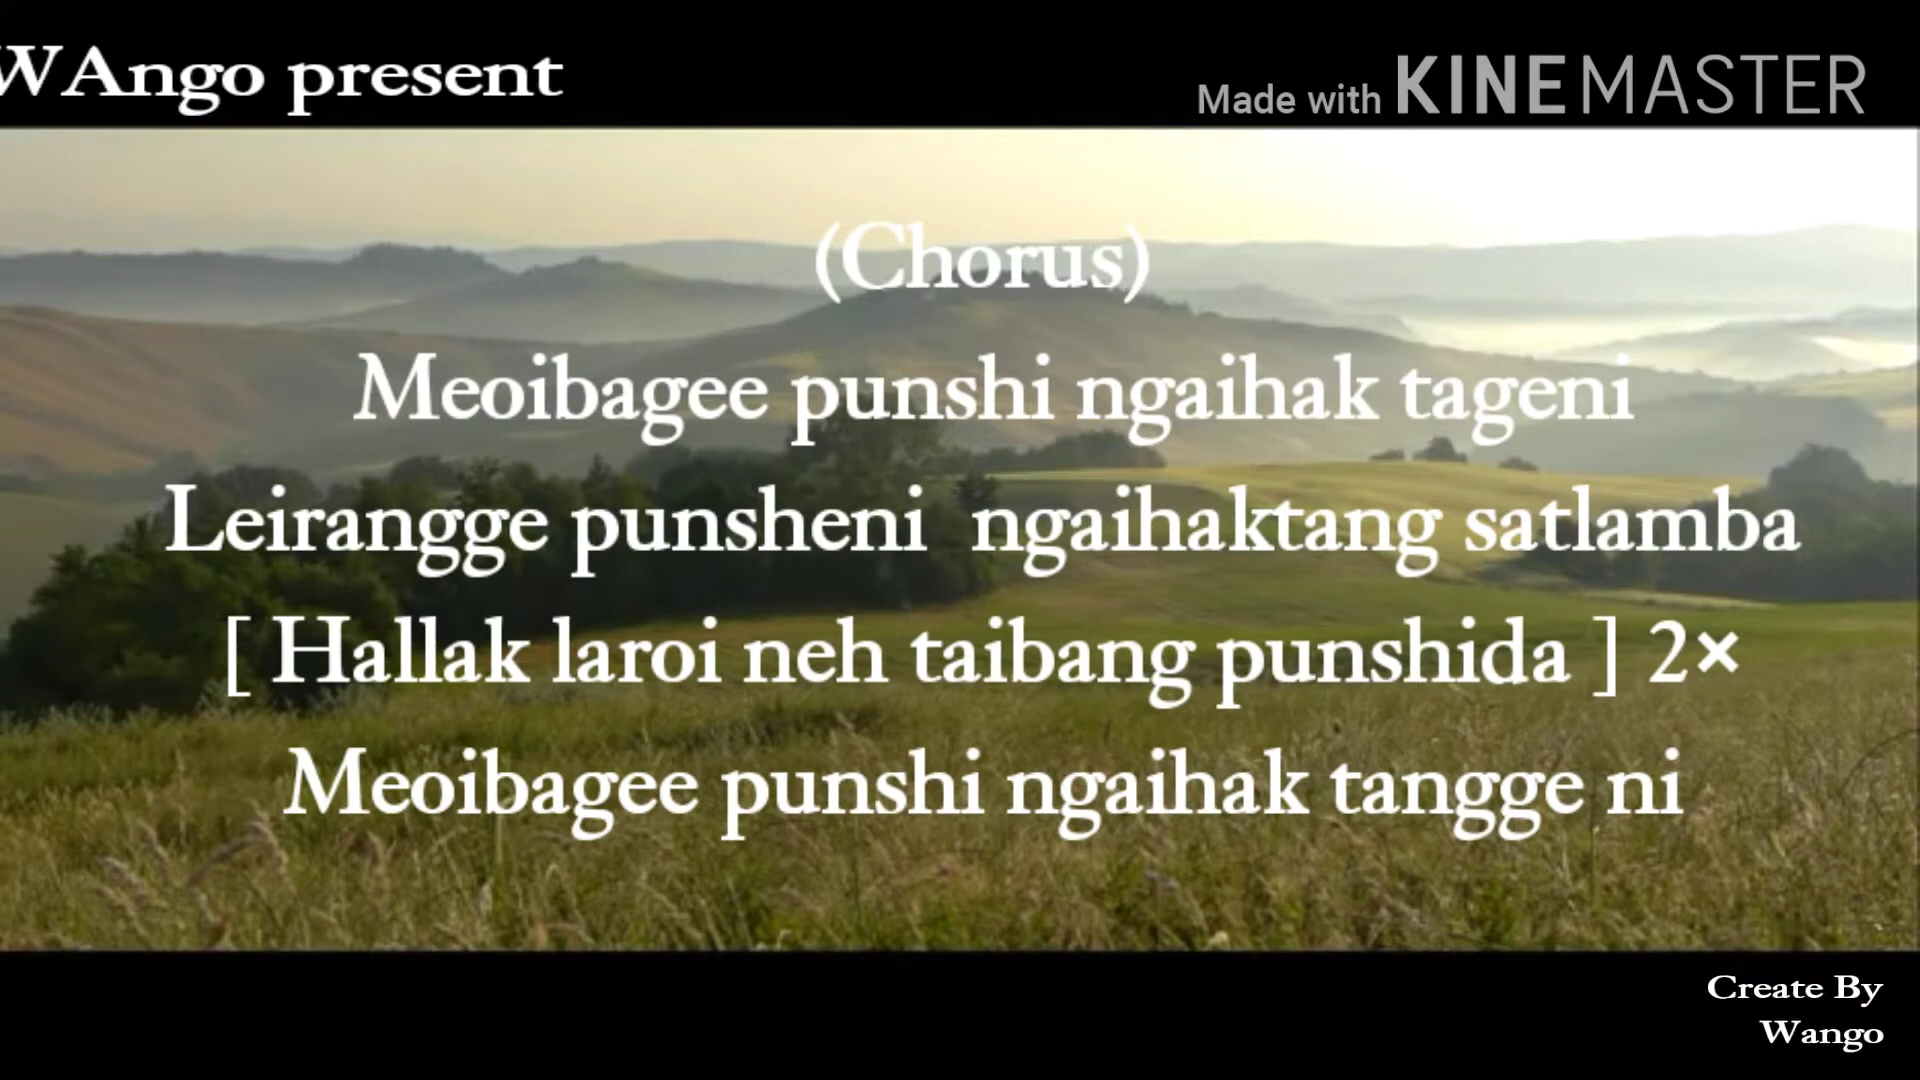 WAngo present
Made with KINEMASTER
(Chorus)
Meoibagee punshi ngaihak tageni
Leirangge punsheni ngaihaktang satlamba
[ Hallak laroi neh taibang punshida ] 2×
Meoibagee punshi ngaihak tangge ni
Create By
Wango